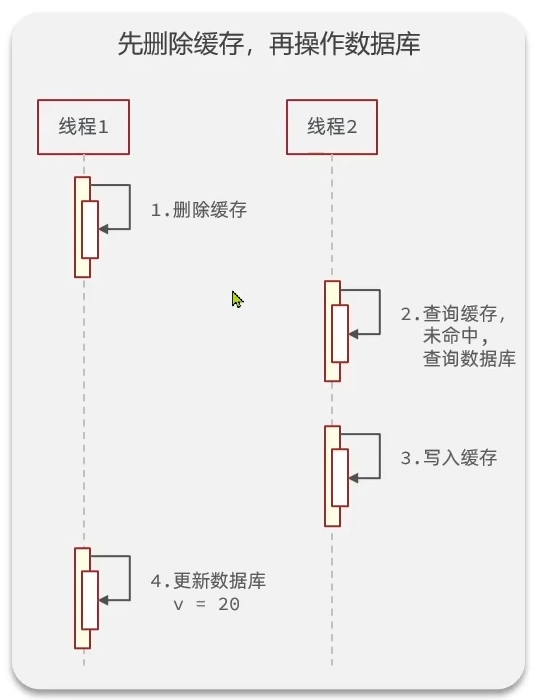 先删除缓存，再操作数据库
线程1
线程2
1.删除缓存
2.查询缓存，
未命中，
查询数据库
3.写入缓存
4.更新数据库
v = 20